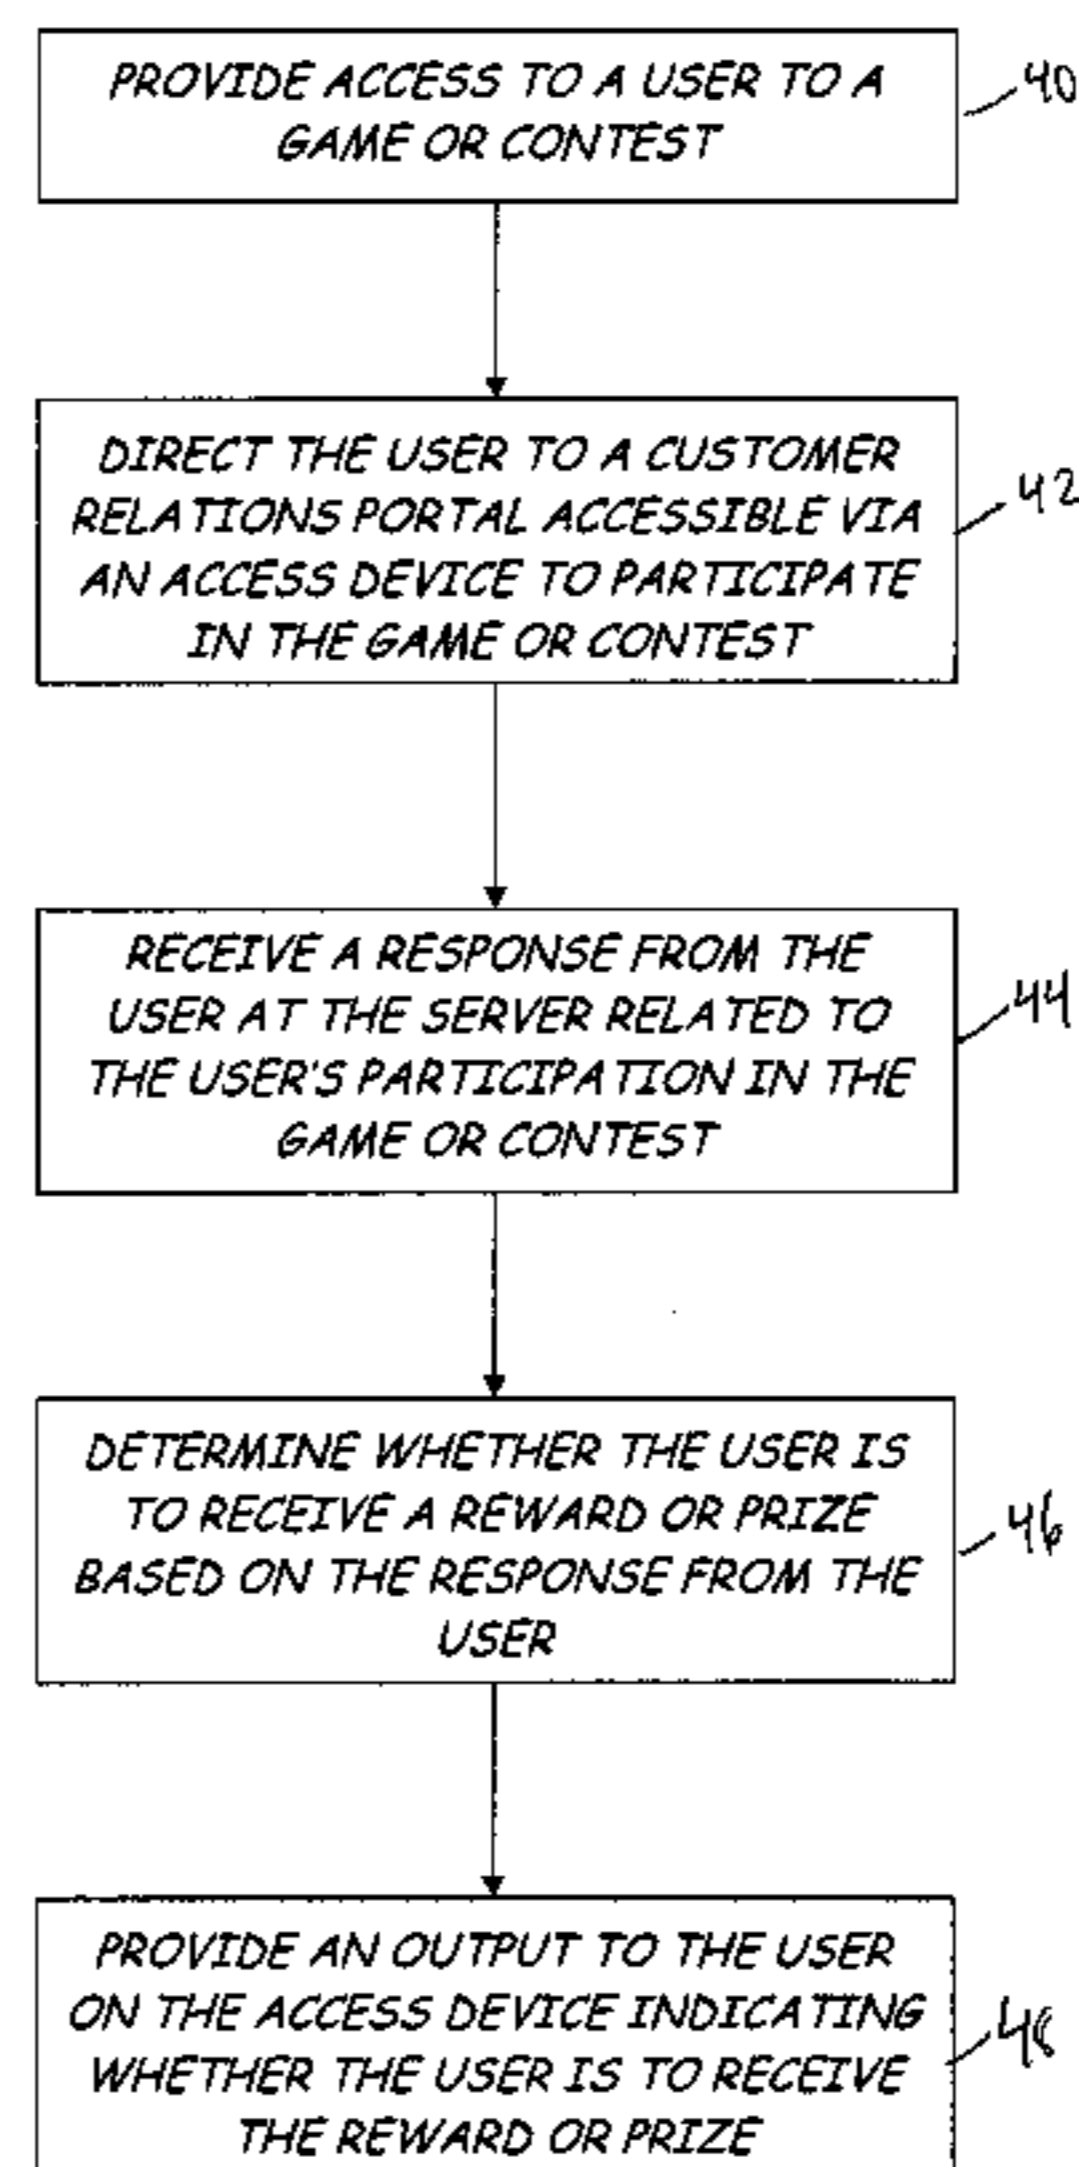 PROVIDE ACCESS TO A USER TO A
GAME OR CONTEST
40
DIRECT THE USER TO A CUSTOMER
RELATIONS PORTAL ACCESSIBLE VIA
AN ACCESS DEVICE TO PARTICIPATE
IN THE GAME OR CONTEST
42
RECEIVE A RESPONSE FROM THE
USER AT THE SERVER RELATED TO
THE USER'S PARTICIPATION IN THE
GAME OR CONTEST
44
DETERMINE WHETHER THE USER IS
TO RECEIVE A REWARD OR PRIZE
BASED ON THE RESPONSE FROM THE
USER
46
PROVIDE AN OUTPUT TO THE USER
ON THE ACCESS DEVICE INDICATING
WHETHER THE USER IS TO RECEIVE
THE REWARD OR PRIZE
48